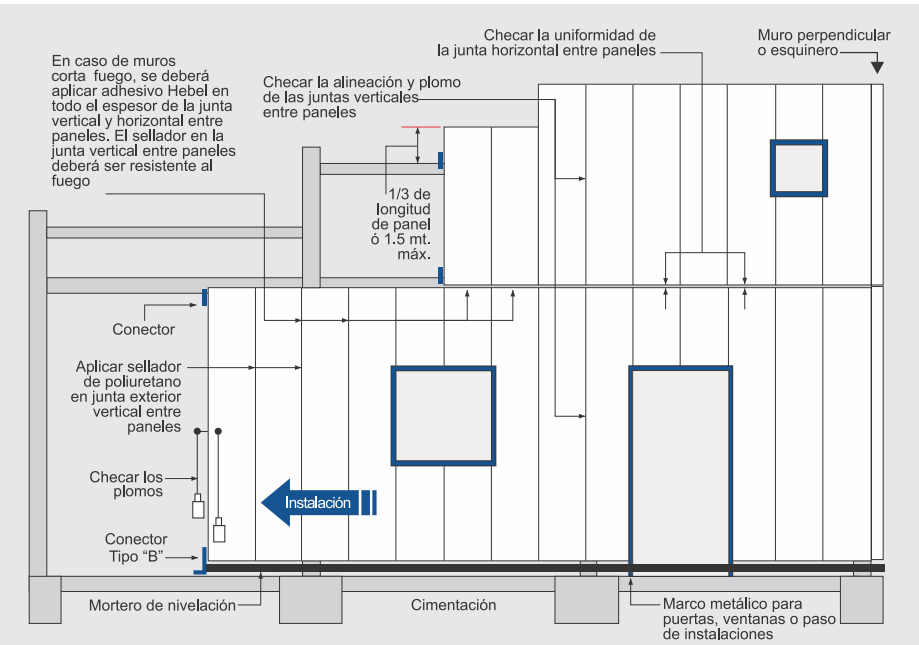 En caso de muros
corta fuego, se deberá
aplicar adhesivo Hebel en
todo el espesor de la junta
vertical y horizontal entre
paneles. El sellador en la
junta vertical entre paneles
deberá ser resistente al
fuego
Checar la alineación y plomo
de las juntas verticales
entre paneles
Checar la uniformidad de
la junta horizontal entre paneles
Muro perpendicular
o esquinero
1/3 de
longitud
de panel
ó 1.5 mt.
máx.
Conector
Aplicar sellador
de poliuretano
en junta exterior
vertical entre
paneles
Checar los
plomos
Instalación
Conector
Tipo “B”
Mortero de nivelación
Cimentación
Marco metálico para
puertas, ventanas o paso
de instalaciones